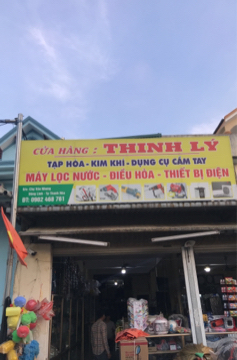 CỬA HÀNG : THINH LÝ
TẠP HÓA - KIM KHÍ - DỤNG CỤ CẦM TAY
MÁY LỌC NƯỚC - ĐIỀU HÒA - THIẾT BỊ ĐIỆN